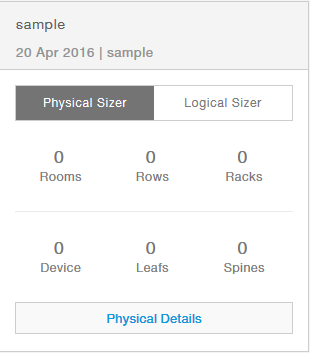 sample
20 Apr 2016 | sample
Physical Sizer Logical Sizer
0 0 0
Rooms Rows Racks
0 0 0
Device Leafs Spines
Physical Details